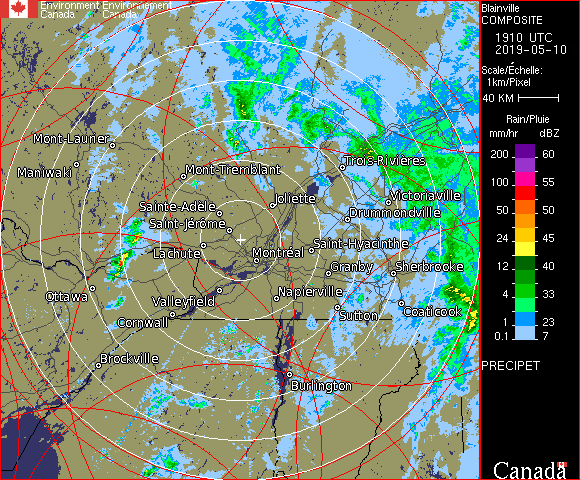 Environment Environnement
Canada Canada
Mont-Laurier
Maniwaki
Mont-Tremblant
Trois-Rivieres
Sainte-Adele
Joliette
Victoriaville
Saint-Jérôme
Drummondville
Lachute
Montréal
Saint-Hyacinthe
Granby
Sherbrooke
Ottawa
Valleyfield
Napierville
Cornwall
Sutton
Coaticook
Brockville
Burlington
Blainville
COMPOSITE
1910 UTC
2019-05-10
Scale/Échelle:
1km/Pixel
40 KM
Rain/Pluie
mm/hr dBZ
200 60
100 55
50 50
24 45
12 40
4 33
1 23
0.1 7
PRECIPET
Canada